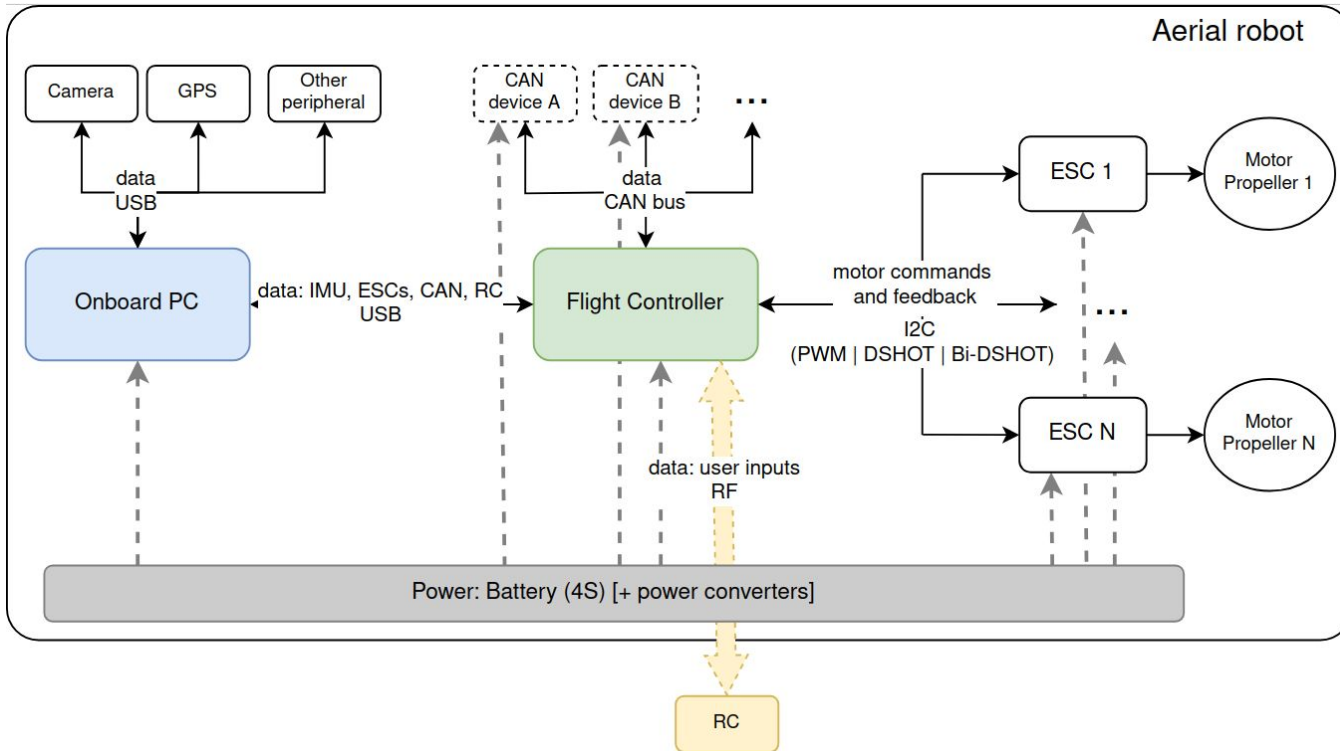 Aerial robot
Camera
GPS
Other
peripheral
CAN
device A
CAN
device B
...
data
USB
data
CAN bus
ESC 1
Motor
Propeller 1
Onboard PC
data: IMU, ESCs, CAN, RC
USB
Flight Controller
motor commands
and feedback
I2C
(PWM | DSHOT | Bi-DSHOT)
...
ESC N
Motor
Propeller N
data: user inputs
RF
Power: Battery (4S) [+ power converters]
RC